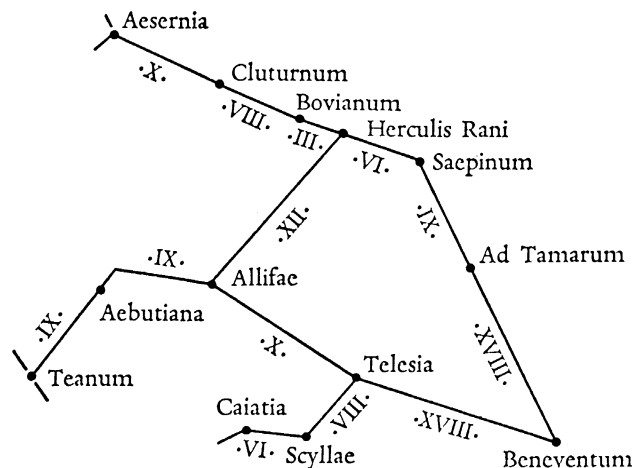 Aesernia
·X·
Cluturnum
·VIII·
Bovianum
·III·
Herculis Rani
·VI·
Saepinum
·XII·
·IX·
Ad Tamarum
·IX·
Allifae
Aebutiana
·IX·
Teanum
·X·
·XVIII·
Telesia
Caiatia
·VIII·
·XVIII·
·VI·
Scyllae
Beneventum